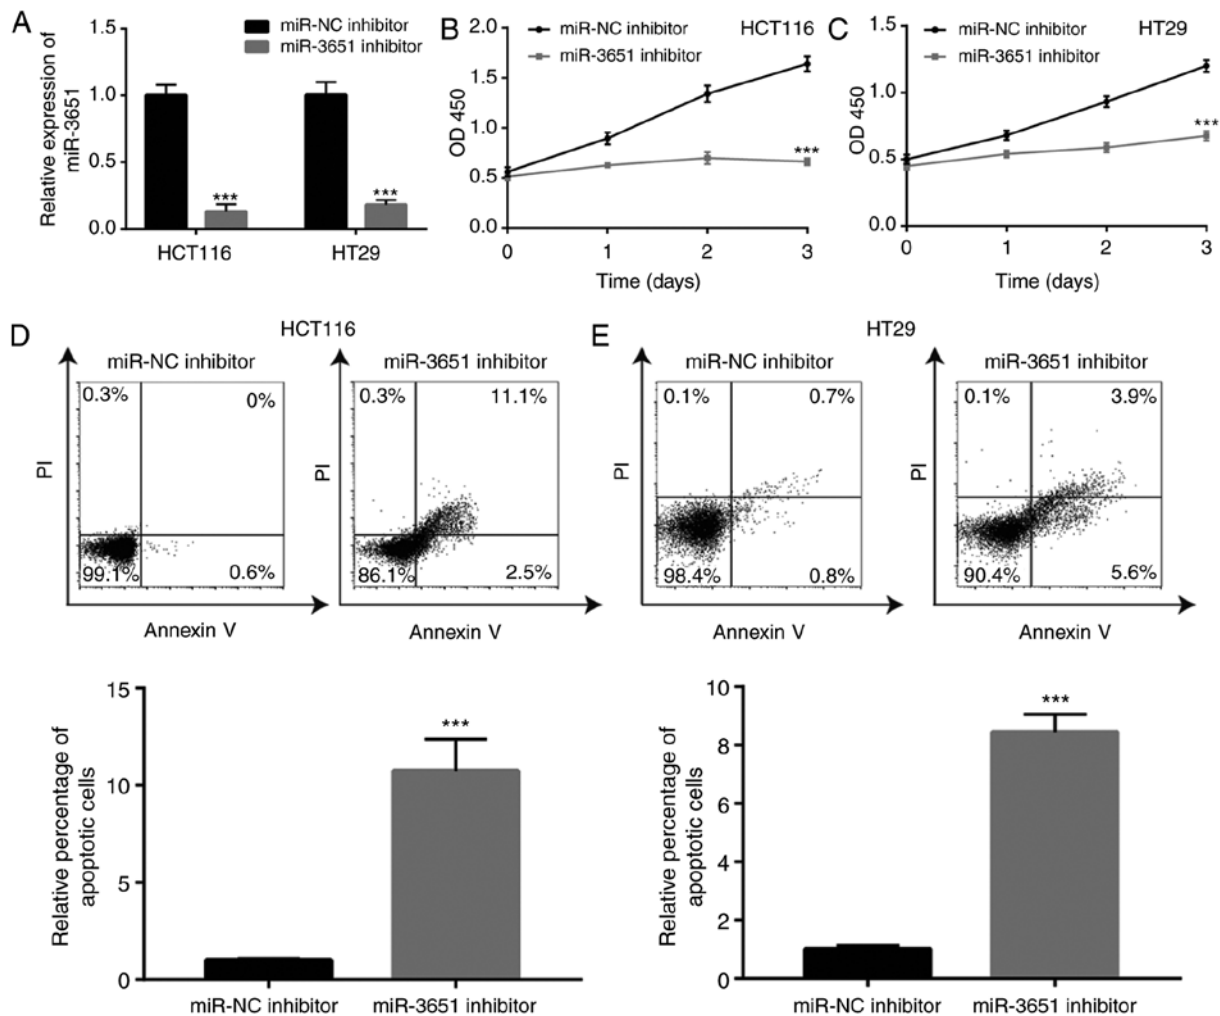 A
Relative expression of
miR-3651
1.5
1.0
0.5
0.0
miR-NC inhibitor
miR-3651 inhibitor
***
***
HCT116
HT29
B
OD 450
2.0
1.5
1.0
0.5
0.0
miR-NC inhibitor
miR-3651 inhibitor
HCT116
***
0
1
2
3
Time (days)
C
OD 450
1.5
1.0
0.5
0.0
miR-NC inhibitor
miR-3651 inhibitor
HT29
***
0
1
2
3
Time (days)
D
HCT116
miR-NC inhibitor
PI
0.3%
0%
99.1%
0.6%
Annexin V
miR-3651 inhibitor
PI
0.3%
11.1%
86.1%
2.5%
Annexin V
Relative percentage of
apoptotic cells
15
10
5
0
***
miR-NC inhibitor
miR-3651 inhibitor
E
HT29
miR-NC inhibitor
PI
0.1%
0.7%
98.4%
0.8%
Annexin V
miR-3651 inhibitor
PI
0.1%
3.9%
90.4%
5.6%
Annexin V
Relative percentage of
apoptotic cells
10
8
6
4
2
0
***
miR-NC inhibitor
miR-3651 inhibitor